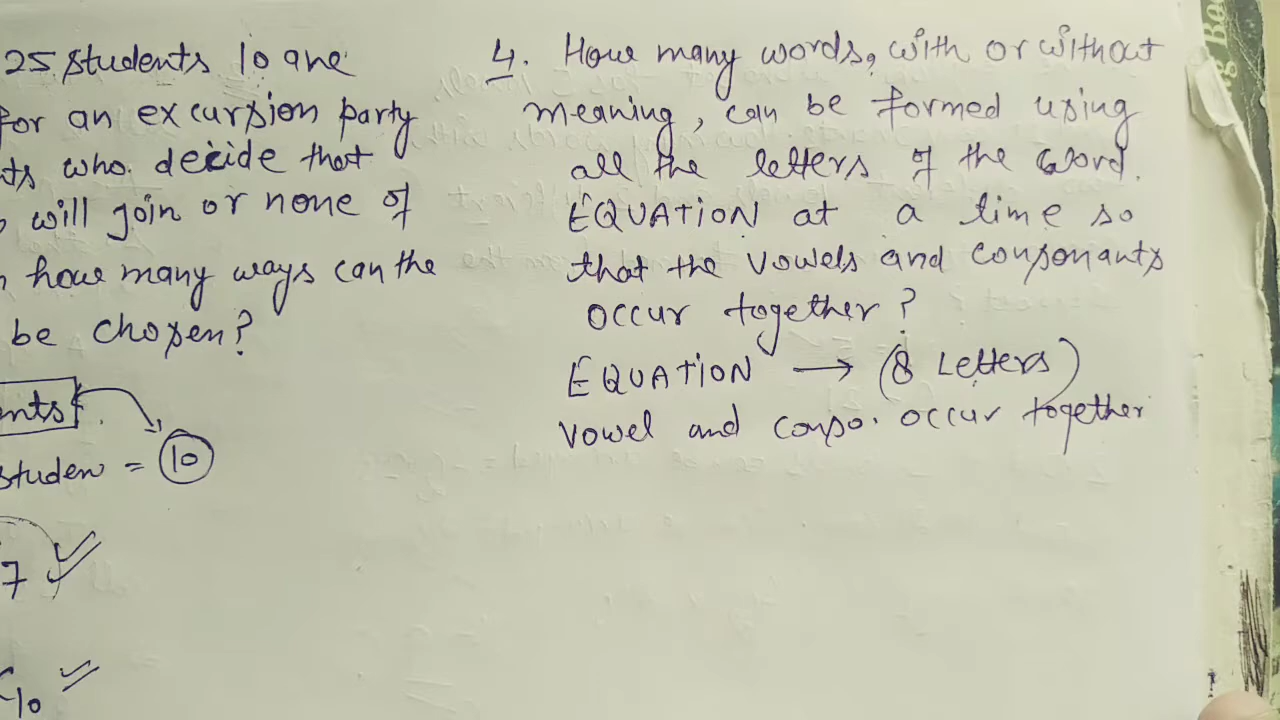 25 students 10 are
for an excursion party
nts who decide that
will join or none of
how many ways can the
be chosen?
ents
studen = 10
7
C10
4. How many words, with or without
meaning, can be formed using
all the letters of the word.
EQUATION at a time so
that the vowels and consonants
occur together?
EQUATION → (8 Letters)
Vowel and conso. occur together